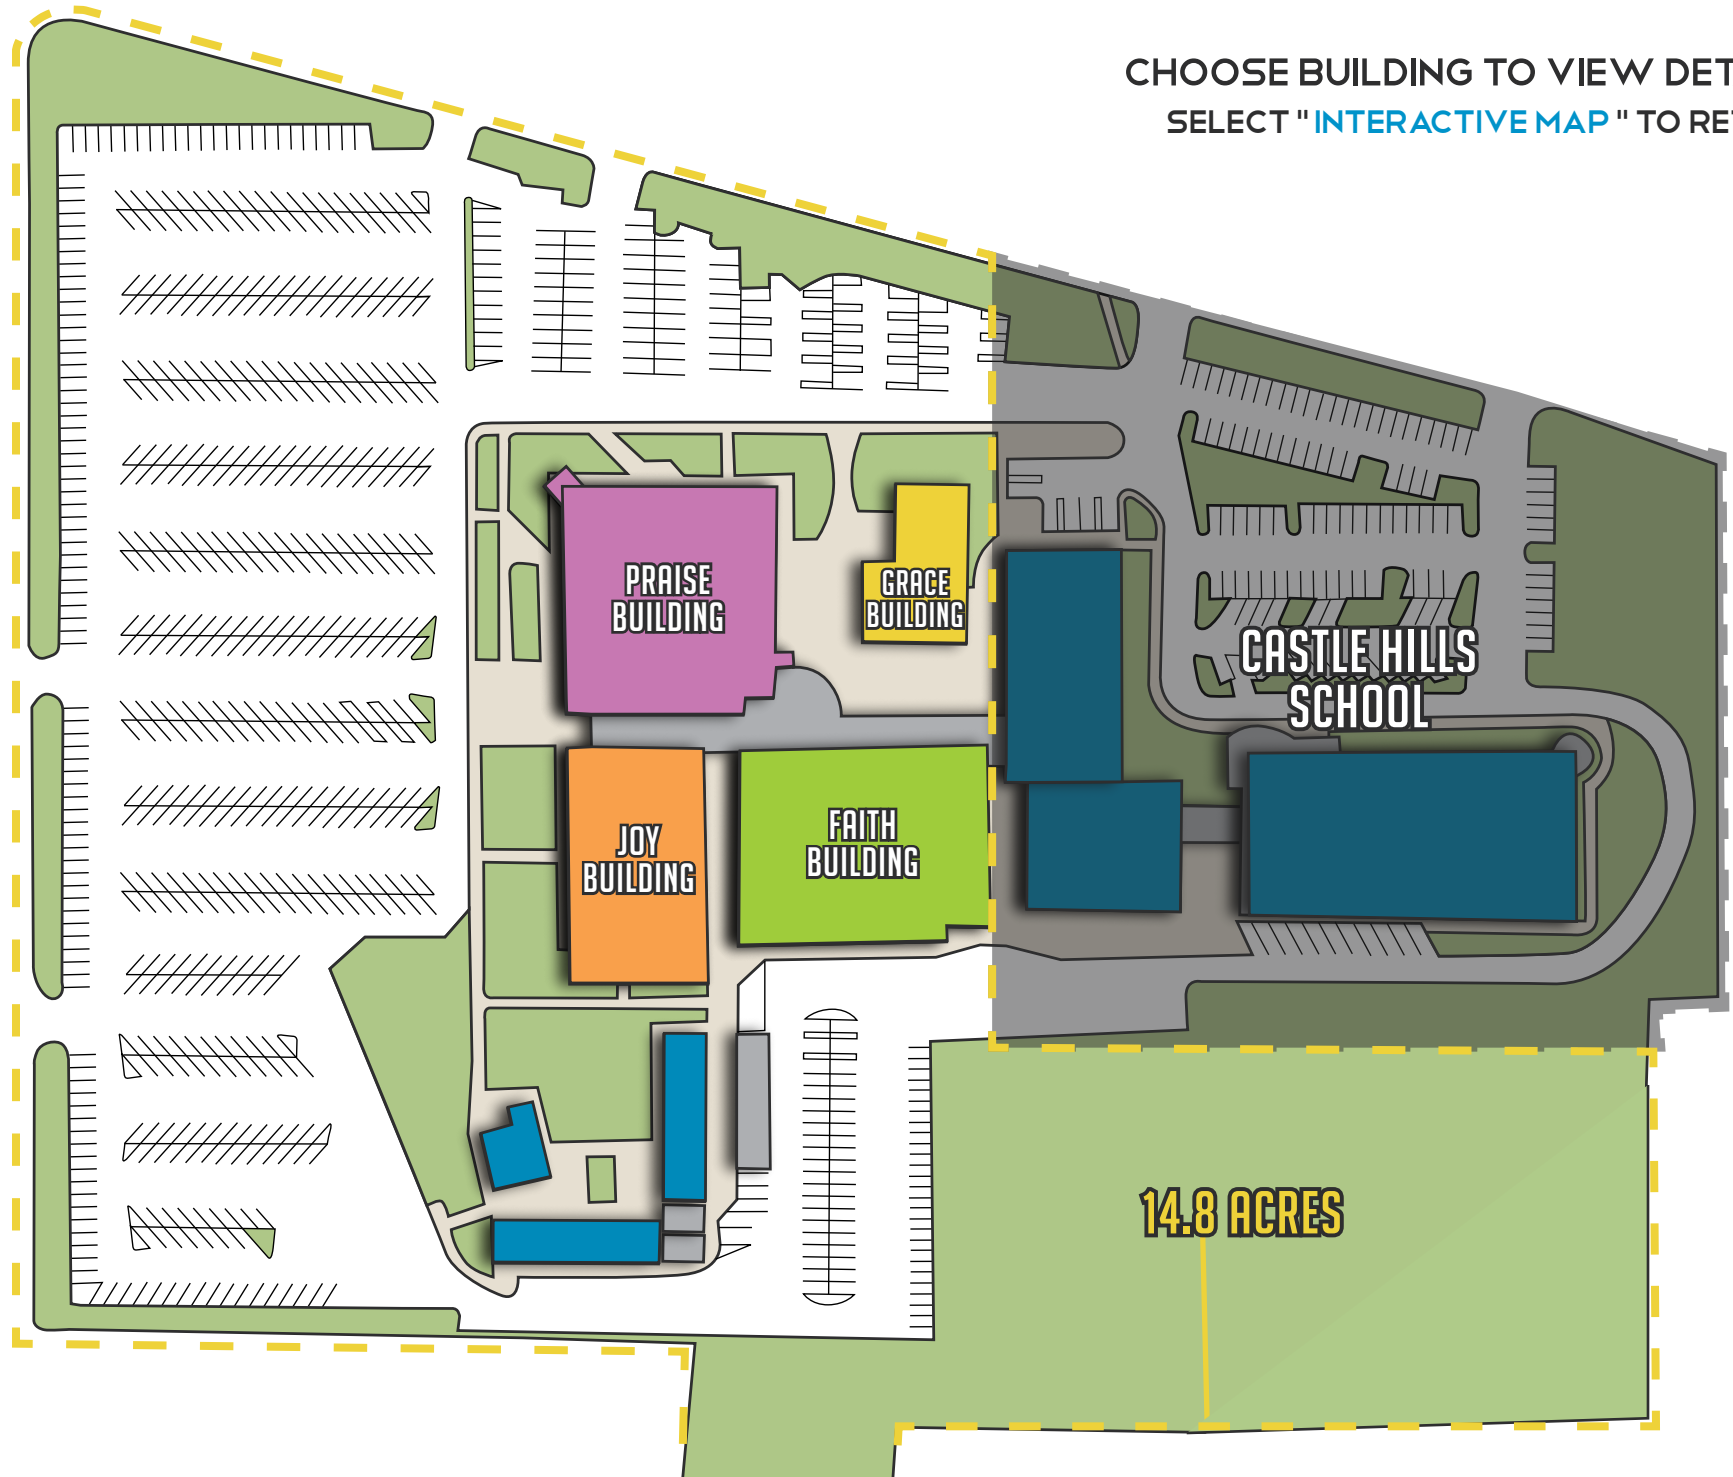 CHOOSE BUILDING TO VIEW DET
SELECT "INTERACTIVE MAP" TO RE
PRAISE
BUILDING
GRACE
BUILDING
CASTLE HILLS
SCHOOL
JOY
BUILDING
FAITH
BUILDING
14.8 ACRES